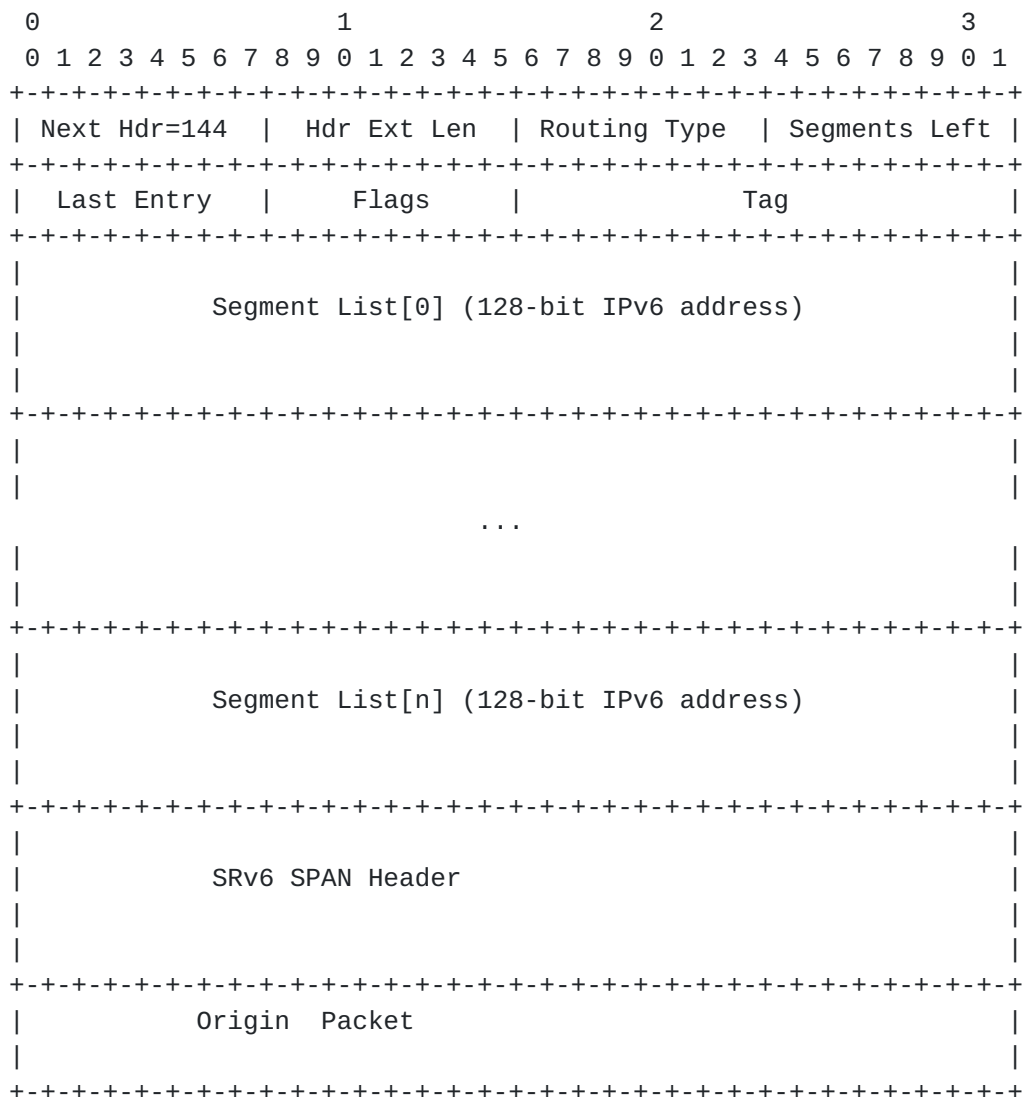 0                   1                   2                   3
 0 1 2 3 4 5 6 7 8 9 0 1 2 3 4 5 6 7 8 9 0 1 2 3 4 5 6 7 8 9 0 1
+-+-+-+-+-+-+-+-+-+-+-+-+-+-+-+-+-+-+-+-+-+-+-+-+-+-+-+-+-+-+-+-+
| Next Hdr=144  |  Hdr Ext Len  | Routing Type  | Segments Left |
+-+-+-+-+-+-+-+-+-+-+-+-+-+-+-+-+-+-+-+-+-+-+-+-+-+-+-+-+-+-+-+-+
|  Last Entry   |     Flags     |              Tag              |
+-+-+-+-+-+-+-+-+-+-+-+-+-+-+-+-+-+-+-+-+-+-+-+-+-+-+-+-+-+-+-+-+
|                                                               |
|            Segment List[0] (128-bit IPv6 address)             |
|                                                               |
|                                                               |
+-+-+-+-+-+-+-+-+-+-+-+-+-+-+-+-+-+-+-+-+-+-+-+-+-+-+-+-+-+-+-+-+
|                                                               |
|                                                               |
                              ...
|                                                               |
|                                                               |
+-+-+-+-+-+-+-+-+-+-+-+-+-+-+-+-+-+-+-+-+-+-+-+-+-+-+-+-+-+-+-+-+
|                                                               |
|            Segment List[n] (128-bit IPv6 address)             |
|                                                               |
|                                                               |
+-+-+-+-+-+-+-+-+-+-+-+-+-+-+-+-+-+-+-+-+-+-+-+-+-+-+-+-+-+-+-+-+
|                                                               |
|            SRv6 SPAN Header                                   |
|                                                               |
|                                                               |
+-+-+-+-+-+-+-+-+-+-+-+-+-+-+-+-+-+-+-+-+-+-+-+-+-+-+-+-+-+-+-+-+
|           Origin  Packet                                      |
|                                                               |
+-+-+-+-+-+-+-+-+-+-+-+-+-+-+-+-+-+-+-+-+-+-+-+-+-+-+-+-+-+-+-+-+